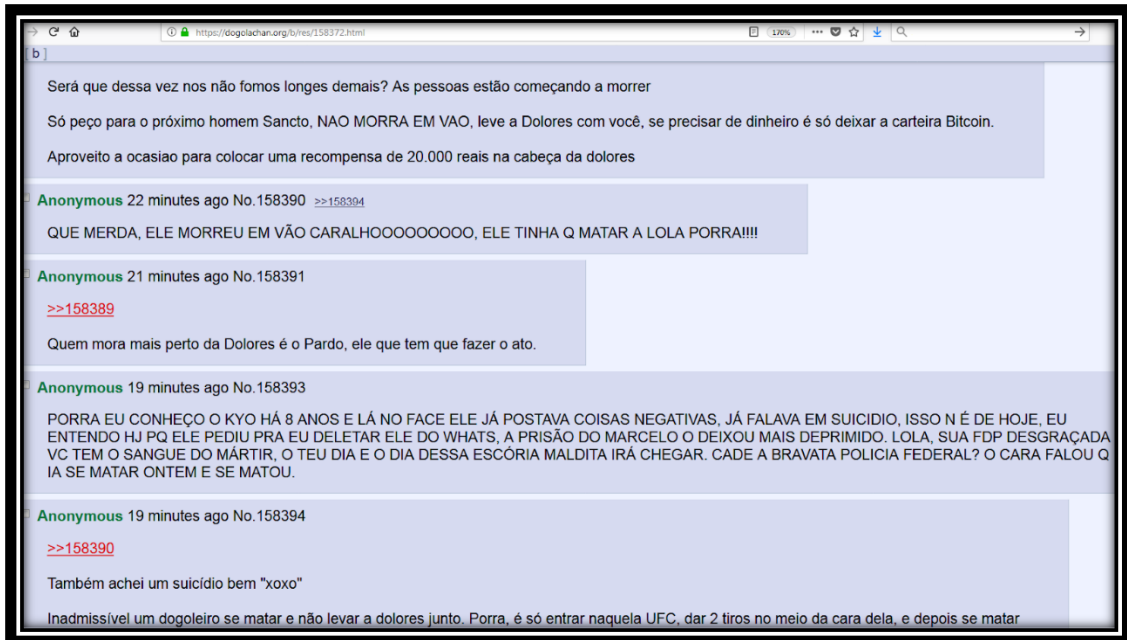 https://dogolachan.org/b/res/158372.html
170%
[ b ]
Será que dessa vez nos não fomos longes demais? As pessoas estão começando a morrer
Só peço para o próximo homem Sancto, NAO MORRA EM VAO, leve a Dolores com você, se precisar de dinheiro é só deixar a carteira Bitcoin.
Aproveito a ocasiao para colocar uma recompensa de 20.000 reais na cabeça da dolores
Anonymous 22 minutes ago No.158390 >>158394
QUE MERDA, ELE MORREU EM VÃO CARALHOOOOOOOOO, ELE TINHA Q MATAR A LOLA PORRA!!!!
Anonymous 21 minutes ago No.158391
>>158389
Quem mora mais perto da Dolores é o Pardo, ele que tem que fazer o ato.
Anonymous 19 minutes ago No.158393
PORRA EU CONHEÇO O KYO HÁ 8 ANOS E LÁ NO FACE ELE JÁ POSTAVA COISAS NEGATIVAS, JÁ FALAVA EM SUICIDIO, ISSO N É DE HOJE, EU
ENTENDO HJ PQ ELE PEDIU PRA EU DELETAR ELE DO WHATS, A PRISÃO DO MARCELO O DEIXOU MAIS DEPRIMIDO. LOLA, SUA FDP DESGRAÇADA
VC TEM O SANGUE DO MÁRTIR, O TEU DIA E O DIA DESSA ESCÓRIA MALDITA IRÁ CHEGAR. CADE A BRAVATA POLICIA FEDERAL? O CARA FALOU Q
IA SE MATAR ONTEM E SE MATOU.
Anonymous 19 minutes ago No.158394
>>158390
Também achei um suicídio bem "xoxo"
Inadmissível um dogoleiro se matar e não levar a dolores junto. Porra, é só entrar naquela UFC, dar 2 tiros no meio da cara dela, e depois se matar